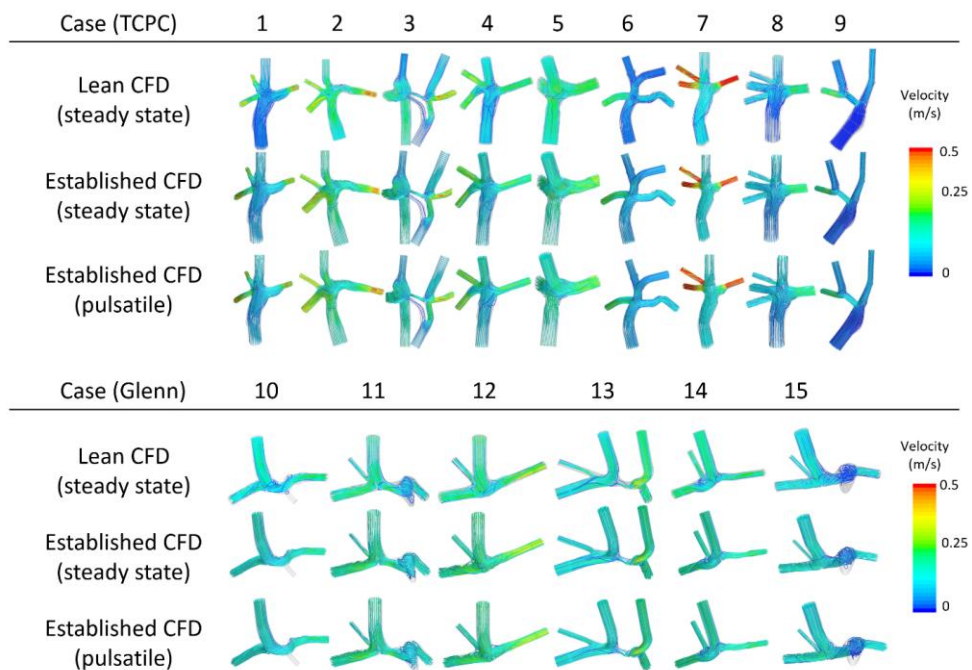 Case (TCPC) 1 2 3 4 5 6 7 8 9
Lean CFD
(steady state)
Velocity
(m/s)
0.5
Established CFD
(steady state)
0.25
0
Established CFD
(pulsatile)
Case (Glenn) 10 11 12 13 14 15
Lean CFD
(steady state)
Velocity
(m/s)
0.5
Established CFD
(steady state)
0.25
Established CFD
(pulsatile)
0